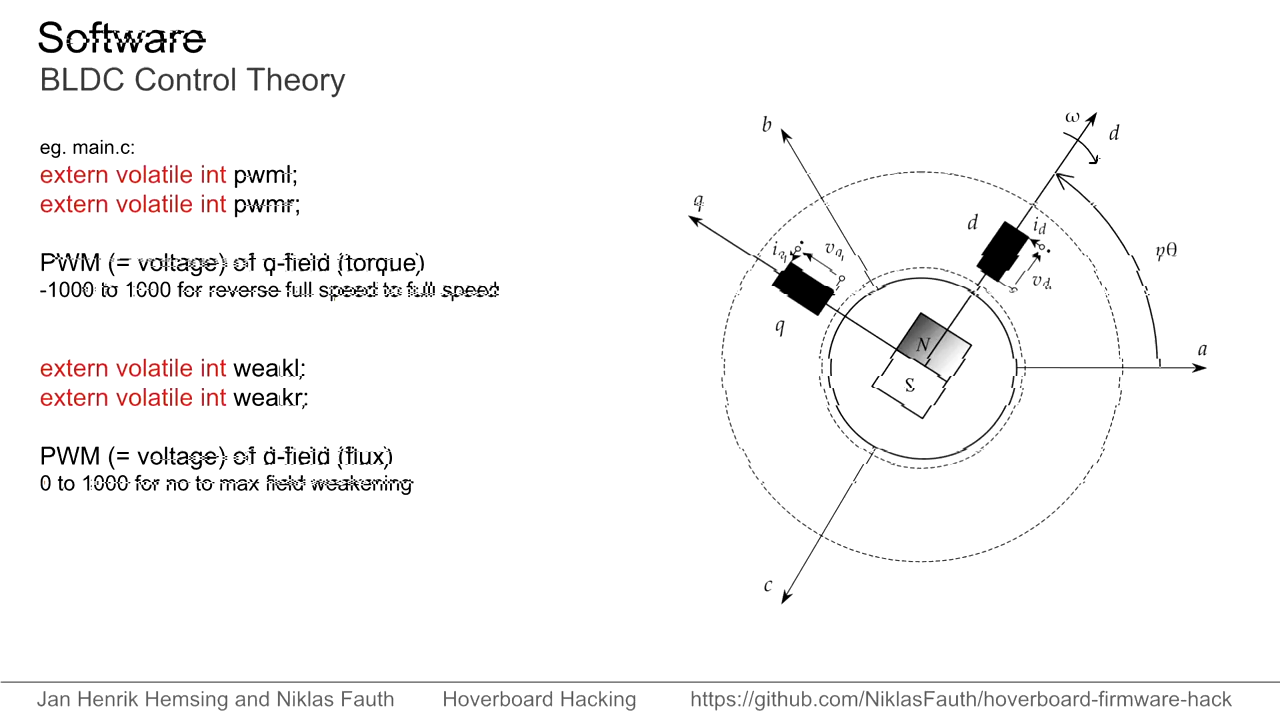 Software
BLDC Control Theory
eg. main.c:
extern volatile int pwml;
extern volatile int pwmr;
PWM (= voltage) of q-field (torque)
-1000 to 1000 for reverse full speed to full speed
extern volatile int weakl;
extern volatile int weakr;
PWM (= voltage) of d-field (flux)
0 to 1000 for no to max field weakening
b
ω
d
q
d
i_d
i_q
v_q
v_d
pθ
q
N
S
a
c
Jan Henrik Hemsing and Niklas Fauth
Hoverboard Hacking
https://github.com/NiklasFauth/hoverboard-firmware-hack